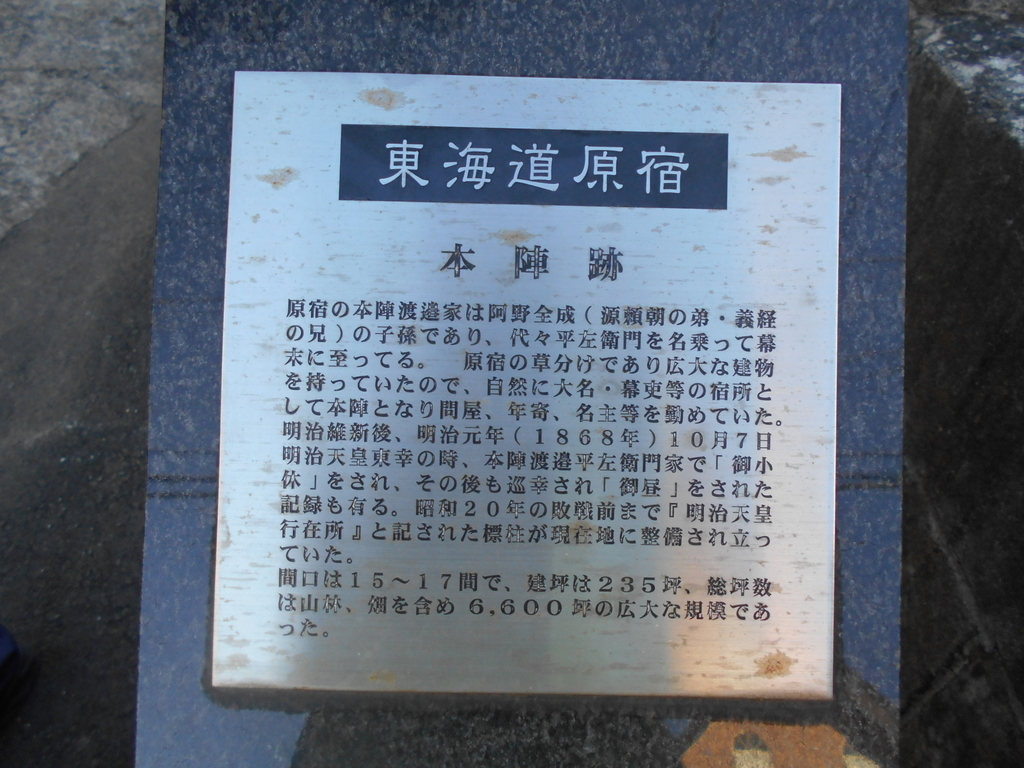 東海道原宿
本陣跡
原宿の本陣渡邉家は阿野全成(源頼朝の弟・義経
の兄)の子孫であり、代々平左衛門を名乗って幕
末に至ってる。 原宿の草分けであり広大な建物
を持っていたので、自然に大名・幕吏等の宿所と
して本陣となり問屋、年寄、名主等を勤めていた。
明治維新後、明治元年(1868年)10月7日
明治天皇東幸の時、本陣渡邉平左衛門家で「御小
休」をされ、その後も巡幸され「御昼」をされた
記録も有る。昭和20年の敗戦前まで『明治天皇
行在所』と記された標柱が現在地に整備され立っ
ていた。
間口は15~17間で、建坪は235坪、総坪数
は山林、畑を含め6,600坪の広大な規模であ
った。